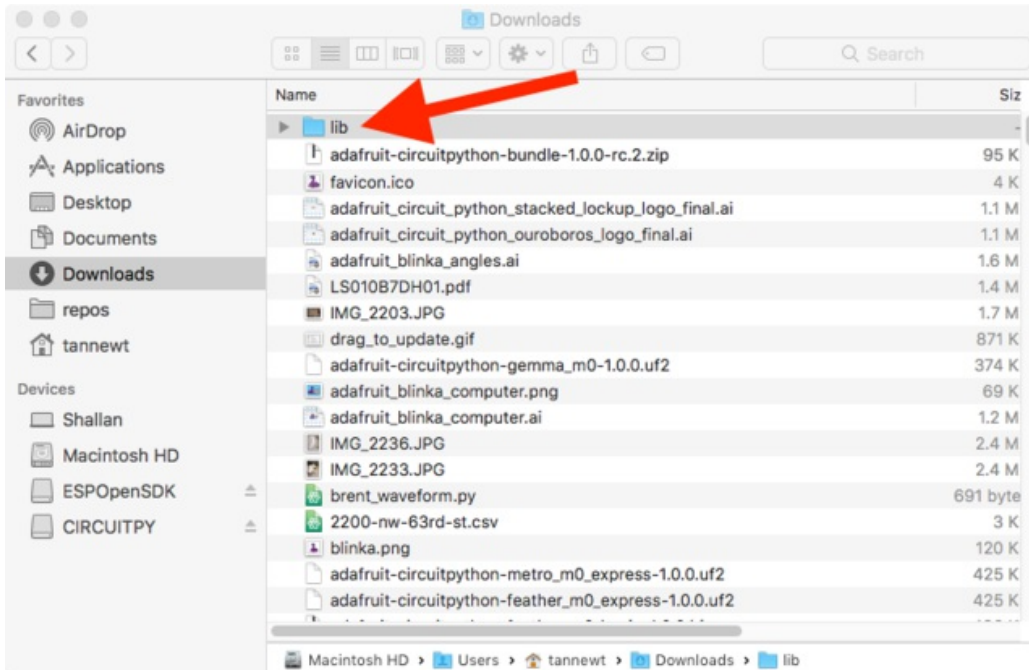 Downloads
Search
Favorites
AirDrop
Applications
Desktop
Documents
Downloads
repos
tannewt
Devices
Shallan
Macintosh HD
ESPOpenSDK
CIRCUITPY
Name Siz
lib -
adafruit-circuitpython-bundle-1.0.0-rc.2.zip 95 K
favicon.ico 4 K
adafruit_circuit_python_stacked_lockup_logo_final.ai 1.1 M
adafruit_circuit_python_ouroboros_logo_final.ai 1.1 M
adafruit_blinka_angles.ai 1.6 M
LS010B7DH01.pdf 1.4 M
IMG_2203.JPG 1.7 M
drag_to_update.gif 871 K
adafruit-circuitpython-gemma_m0-1.0.0.uf2 374 K
adafruit_blinka_computer.png 69 K
adafruit_blinka_computer.ai 1.2 M
IMG_2236.JPG 2.4 M
IMG_2233.JPG 2.4 M
brent_waveform.py 691 byte
2200-nw-63rd-st.csv 3 K
blinka.png 120 K
adafruit-circuitpython-metro_m0_express-1.0.0.uf2 425 K
adafruit-circuitpython-feather_m0_express-1.0.0.uf2 425 K
Macintosh HD › Users › tannewt › Downloads › lib